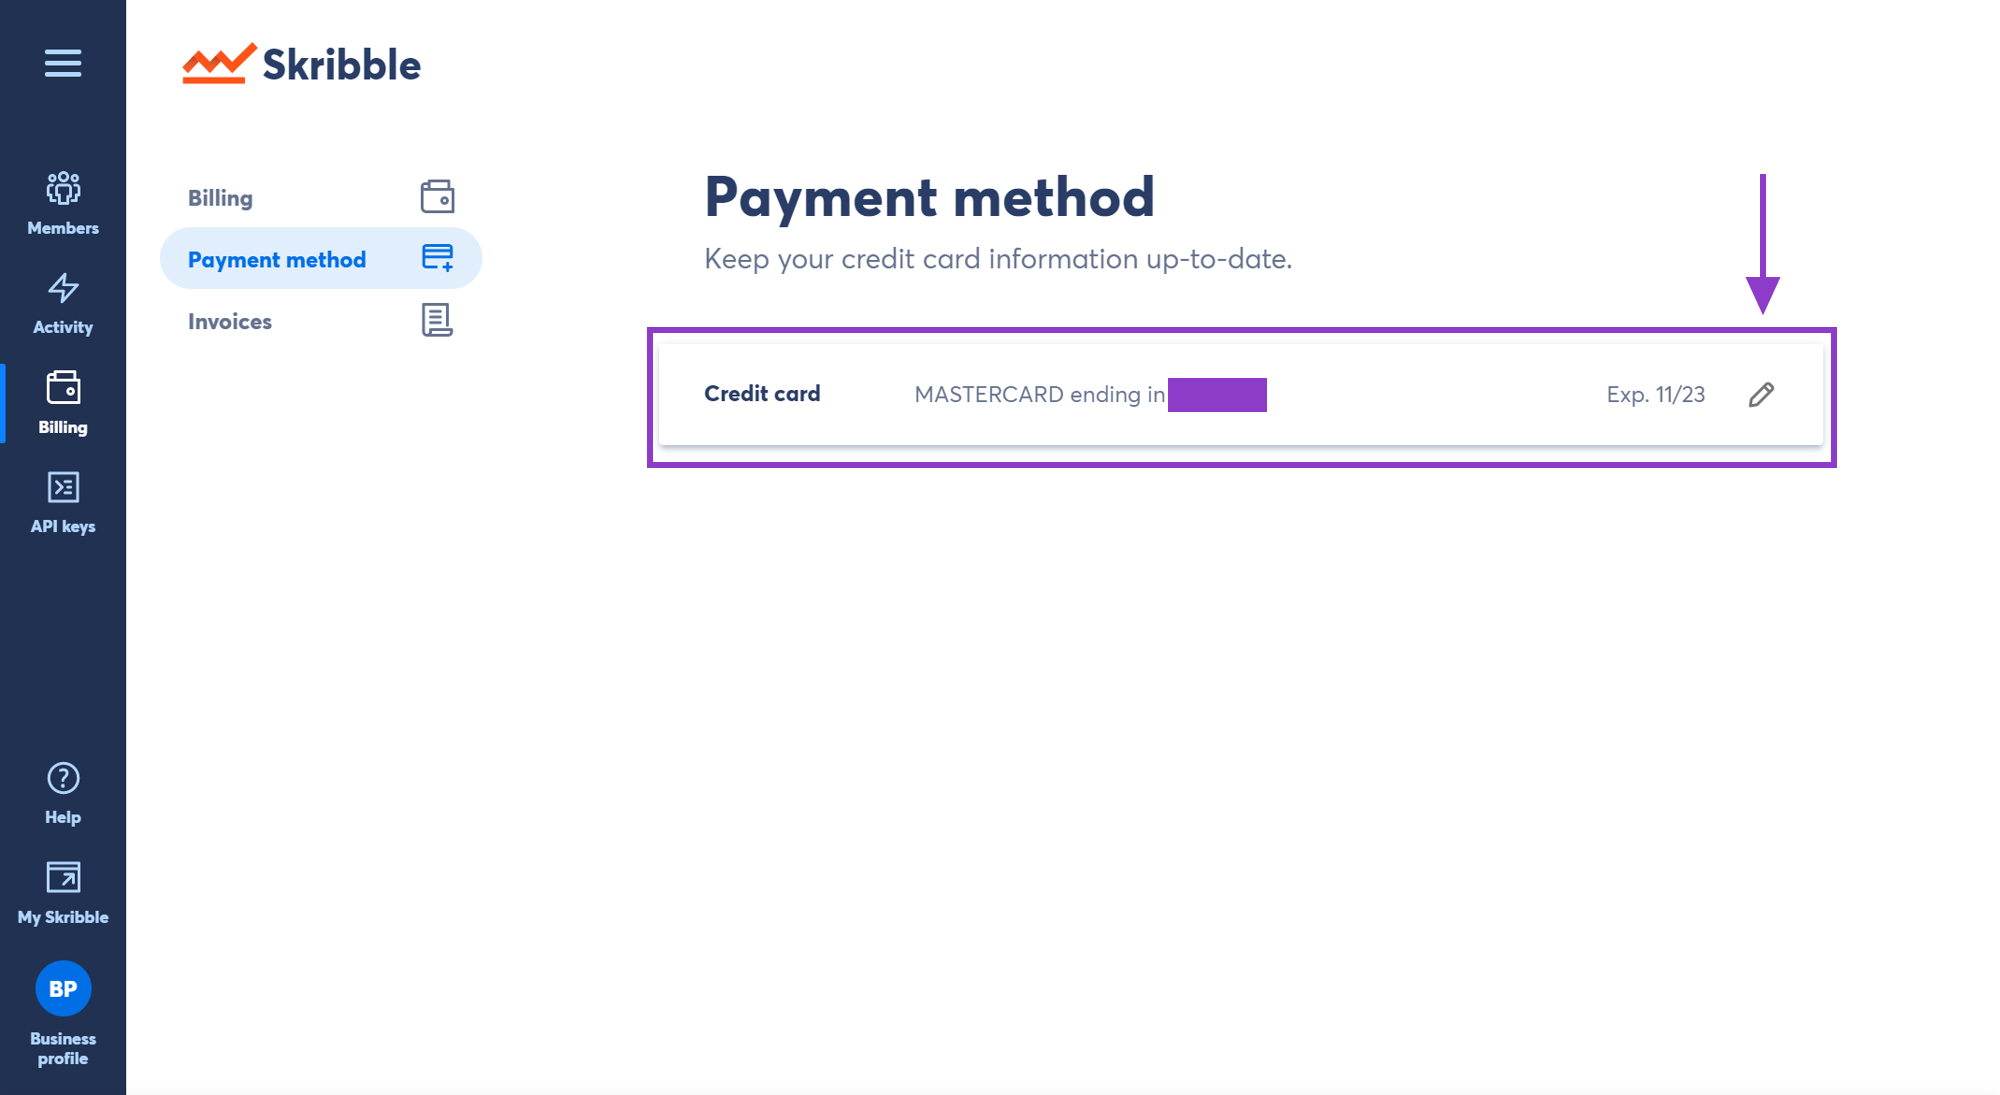 Skribble
Members
Activity
Billing
API keys
Help
My Skribble
BP
Business
profile
Billing
Payment method
Invoices
Payment method
Keep your credit card information up-to-date.
Credit card MASTERCARD ending in Exp. 11/23